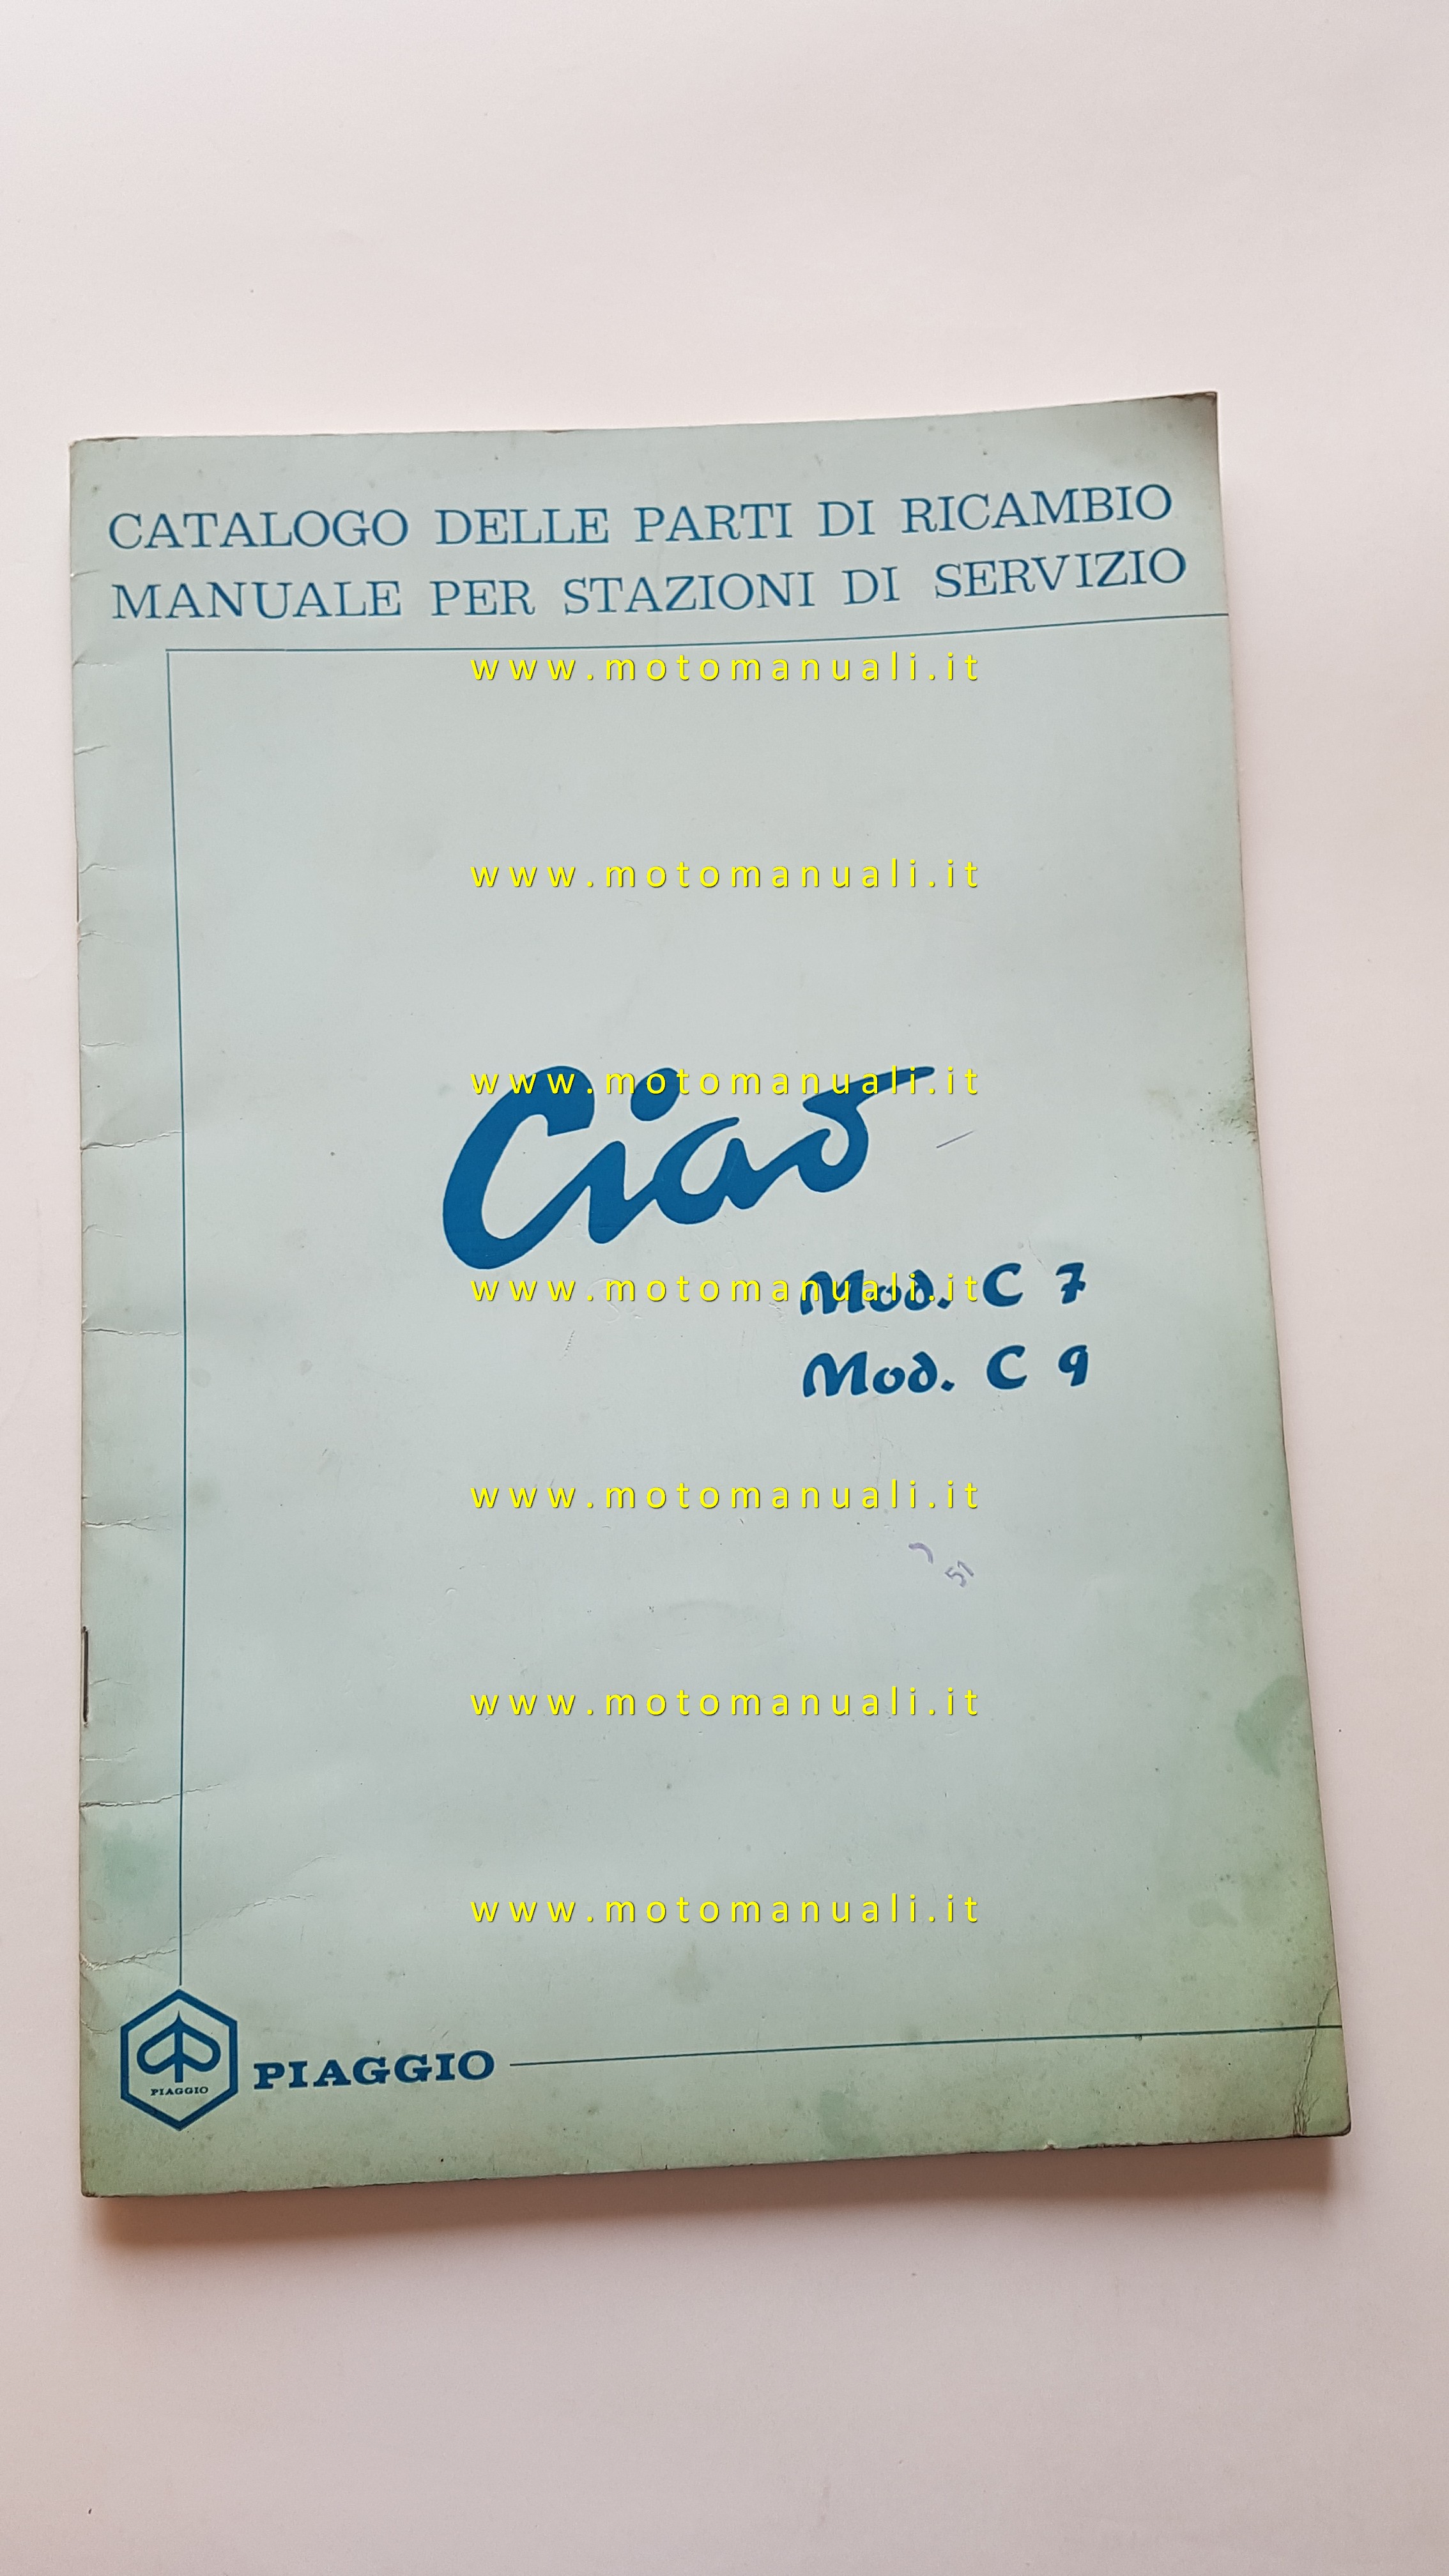 CATALOGO DELLE PARTI DI RICAMBIO
MANUALE PER STAZIONI DI SERVIZIO
www.motomanuali.it
www.motomanuali.it
Ciao
www.motomanuali.it
Mod. C 7
www.motomanuali.it
Mod. C 9
www.motomanuali.it
51
www.motomanuali.it
www.motomanuali.it
PIAGGIO
PIAGGIO